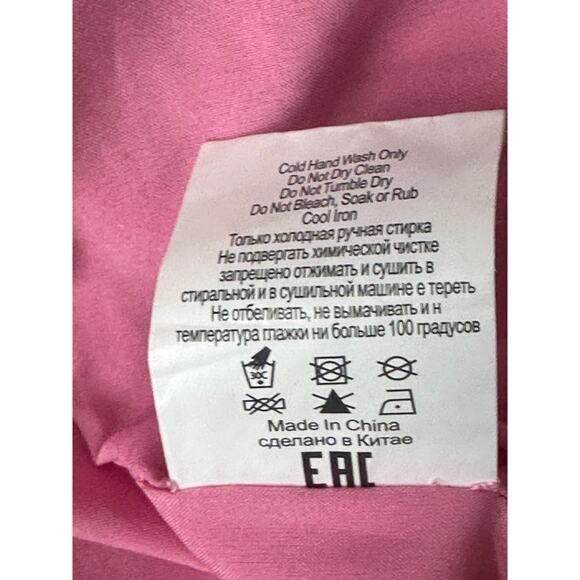 Cold Hand Wash Only
Do Not Dry Clean
Do Not Tumble Dry
Do Not Bleach, Soak or Rub
Cool Iron
Только холодная ручная стирка
Не подвергать химической чистке
запрещено отжимать и сушить в
стиральной и в сушильной машине е тереть
Не отбеливать, не вымачивать и н
температура глажки ни больше 100 градусов
30C
Made In China
сделано в Китае
EAC